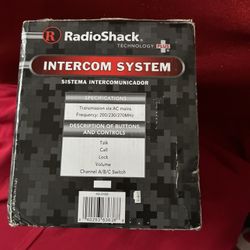 R RadioShack
TECHNOLOGY PLUS
INTERCOM SYSTEM
SISTEMA INTERCOMUNICADOR
SPECIFICATIONS
Transmission via AC mains.
Frequency: 200/230/270MHz
DESCRIPTION OF BUTTONS
AND CONTROLS
Talk
Call
Lock
Volume
Channel A/B/C Switch